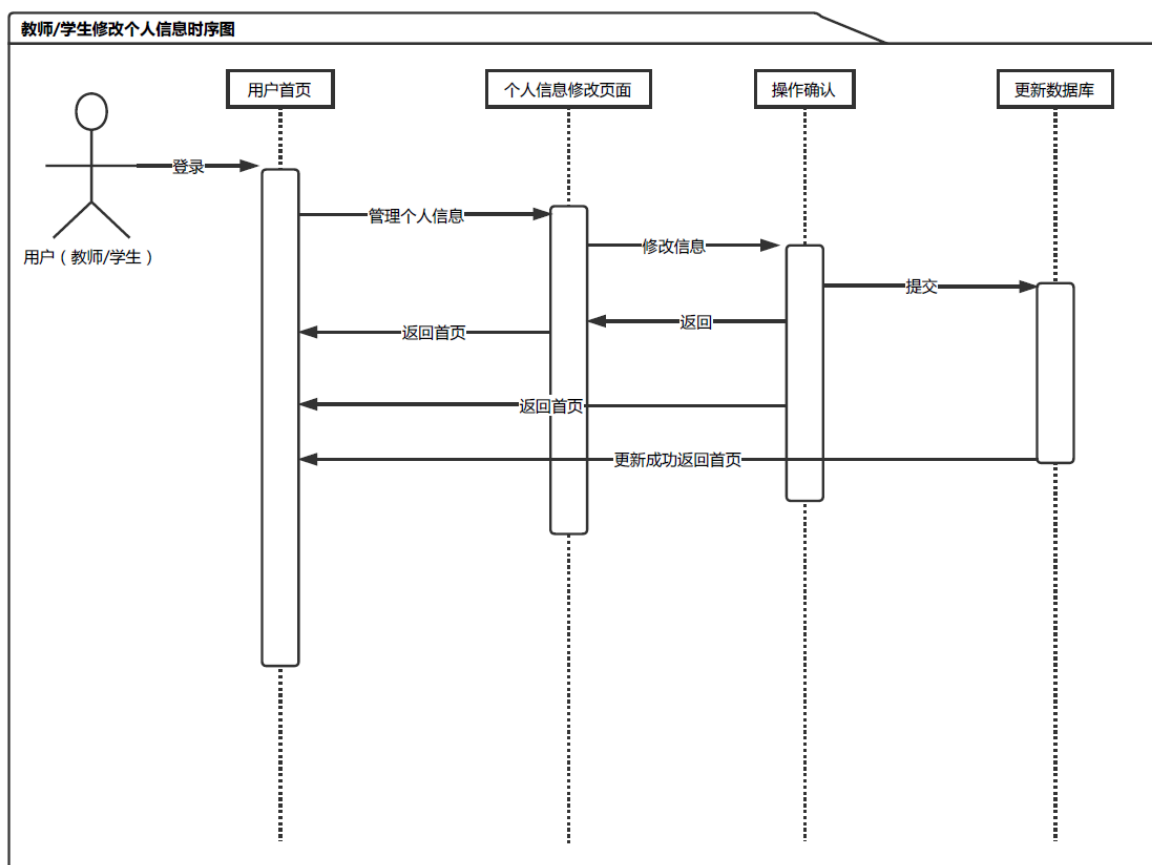 教师/学生修改个人信息时序图
用户首页
个人信息修改页面
操作确认
更新数据库
登录
用户（教师/学生）
管理个人信息
修改信息
提交
返回
返回首页
返回首页
更新成功返回首页